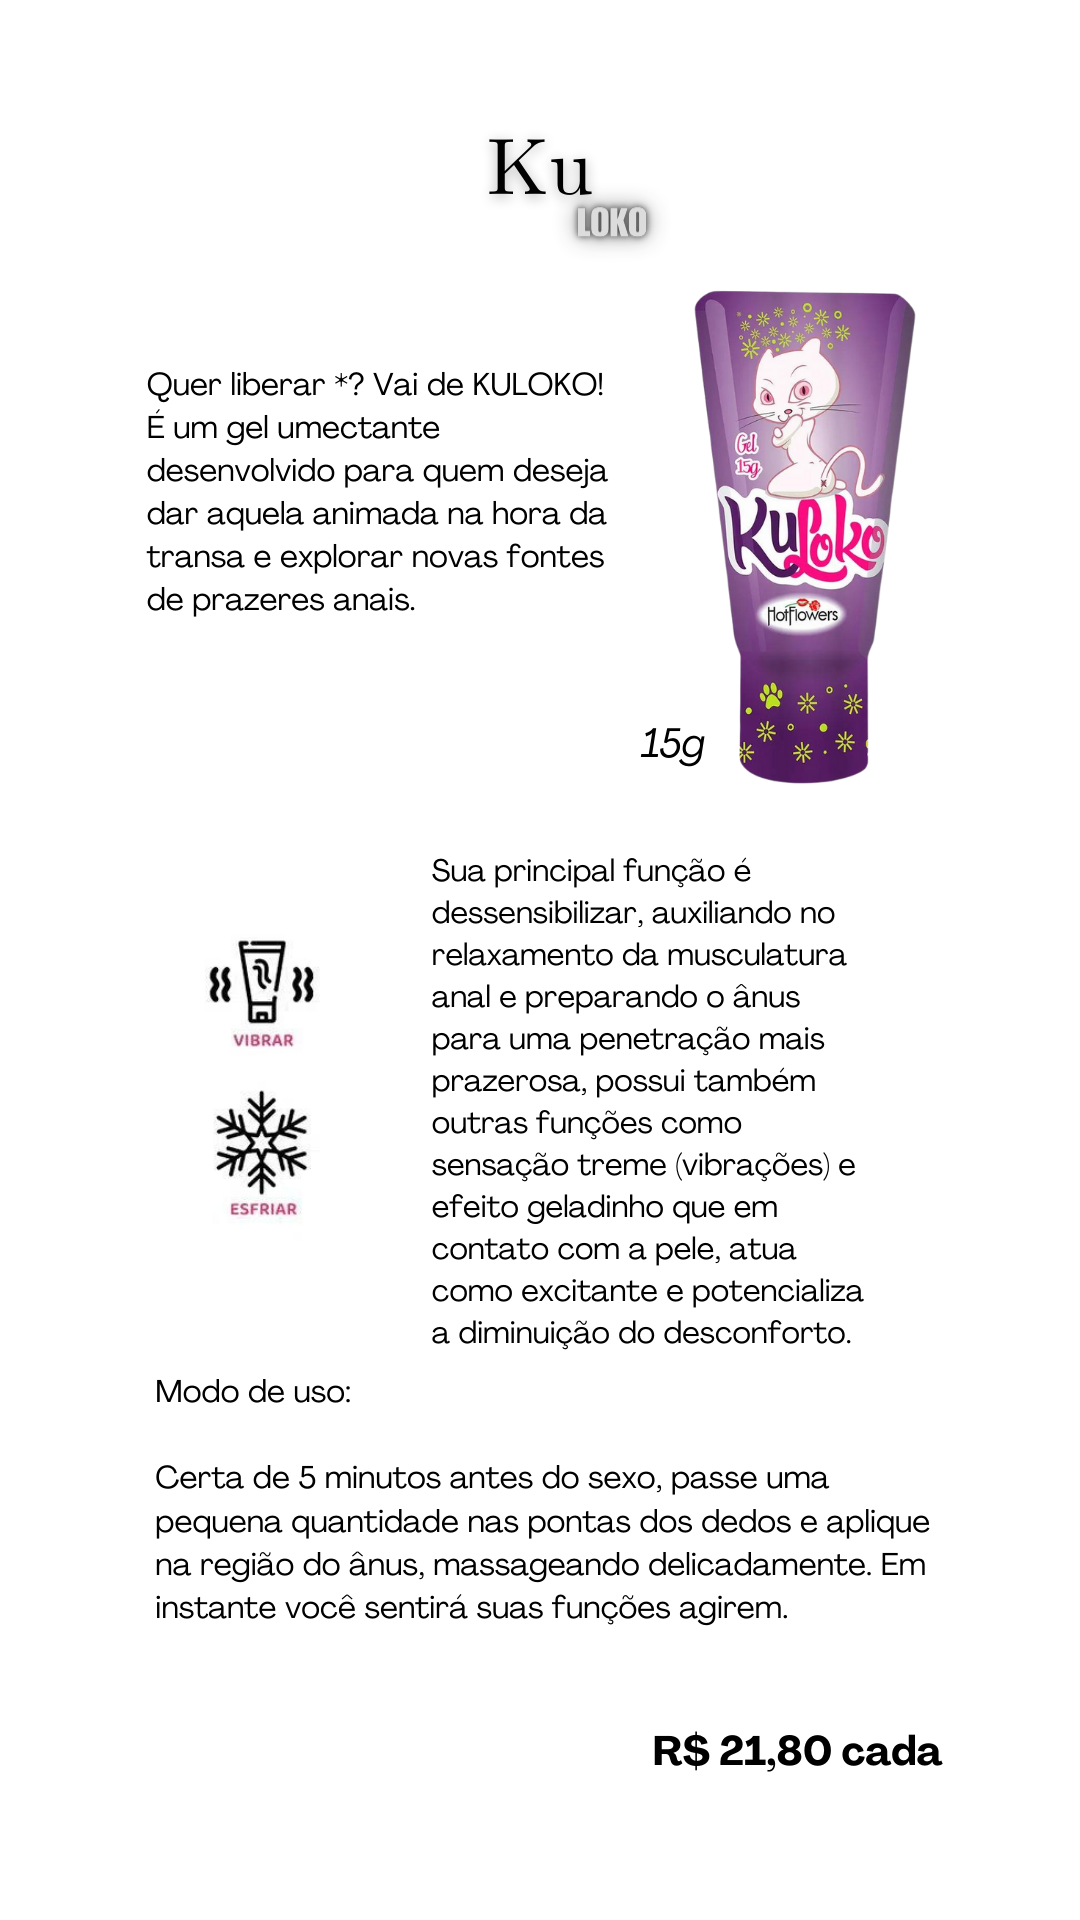 Ku
LOKO
Quer liberar *? Vai de KULOKO!
É um gel umectante
desenvolvido para quem deseja
dar aquela animada na hora da
transa e explorar novas fontes
de prazeres anais.
Gel
15g
KuLoko
HotFlowers
15g
Sua principal função é
dessensibilizar, auxiliando no
relaxamento da musculatura
anal e preparando o ânus
para uma penetração mais
prazerosa, possui também
outras funções como
sensação treme (vibrações) e
efeito geladinho que em
contato com a pele, atua
como excitante e potencializa
a diminuição do desconforto.
VIBRAR
ESFRIAR
Modo de uso:
Certa de 5 minutos antes do sexo, passe uma
pequena quantidade nas pontas dos dedos e aplique
na região do ânus, massageando delicadamente. Em
instante você sentirá suas funções agirem.
R$ 21,80 cada